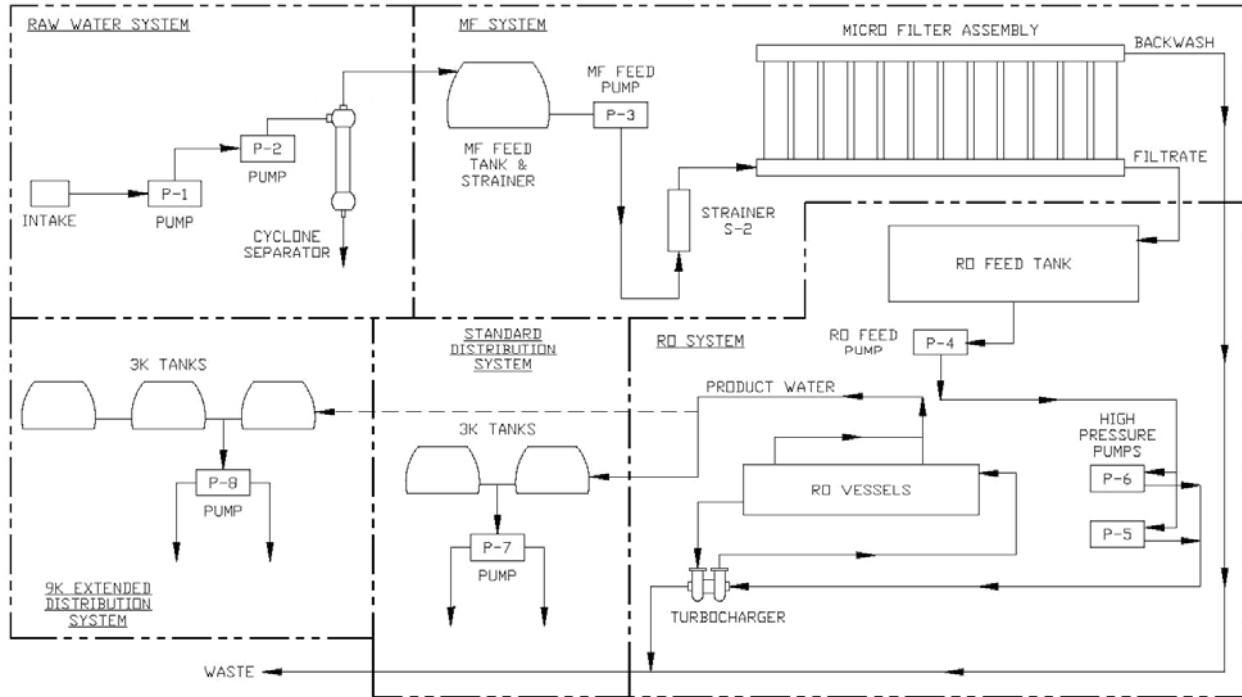 RAW WATER SYSTEM
INTAKE
P-1
PUMP
P-2
PUMP
CYCLONE
SEPARATOR
MF SYSTEM
MF FEED
TANK &
STRAINER
MF FEED
PUMP
P-3
STRAINER
S-2
MICRO FILTER ASSEMBLY
BACKWASH
FILTRATE
RO FEED TANK
RO FEED
PUMP
P-4
RO SYSTEM
PRODUCT WATER
HIGH
PRESSURE
PUMPS
P-6
P-5
RO VESSELS
TURBOCHARGER
STANDARD
DISTRIBUTION
SYSTEM
3K TANKS
P-7
PUMP
3K TANKS
P-8
PUMP
9K EXTENDED
DISTRIBUTION
SYSTEM
WASTE